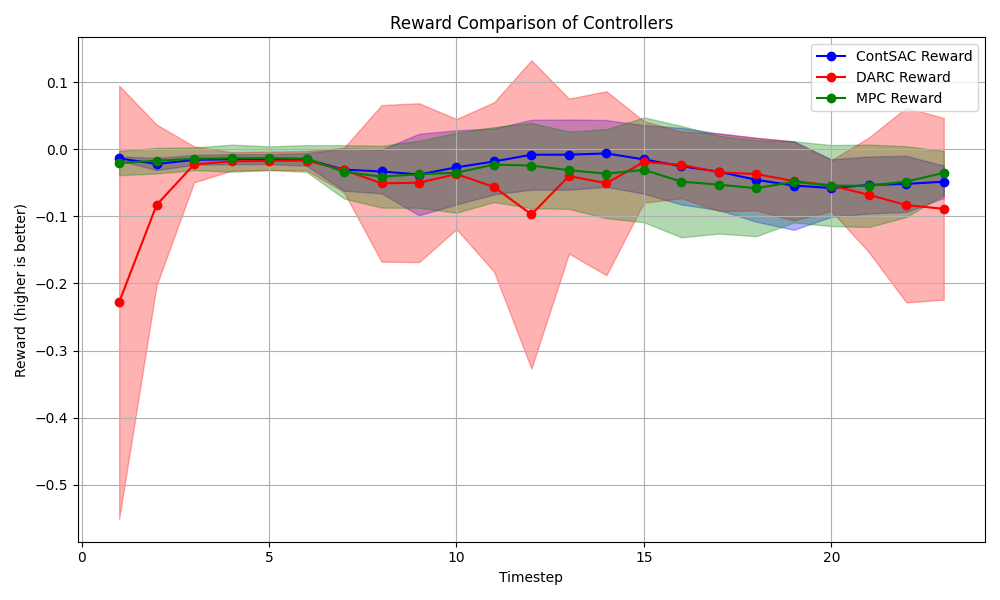 Reward Comparison of Controllers
ContSAC Reward
DARC Reward
MPC Reward
Reward (higher is better)
0.1
0.0
−0.1
−0.2
−0.3
−0.4
−0.5
0 5 10 15 20
Timestep